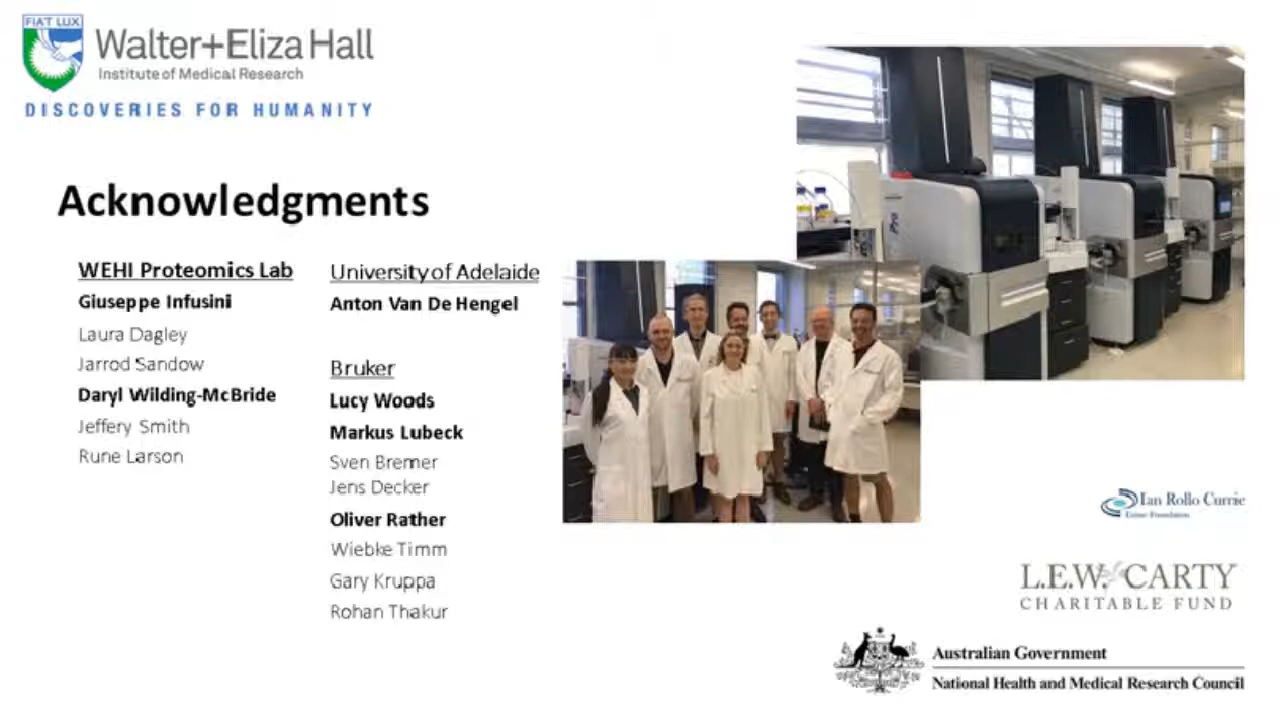 FIAT LUX
Walter+Eliza Hall
Institute of Medical Research
DISCOVERIES FOR HUMANITY
Acknowledgments
WEHI Proteomics Lab
Giuseppe Infusini
Laura Dagley
Jarrod Sandow
Daryl Wilding-McBride
Jeffery Smith
Rune Larson
University of Adelaide
Anton Van De Hengel
Bruker
Lucy Woods
Markus Lubeck
Sven Bremer
Jens Decker
Oliver Rather
Wiebke Timm
Gary Kruppa
Rohan Thakur
Pro
Ian Rollo Currie
Foundation
L.E.W. CARTY
CHARITABLE FUND
Australian Government
National Health and Medical Research Council